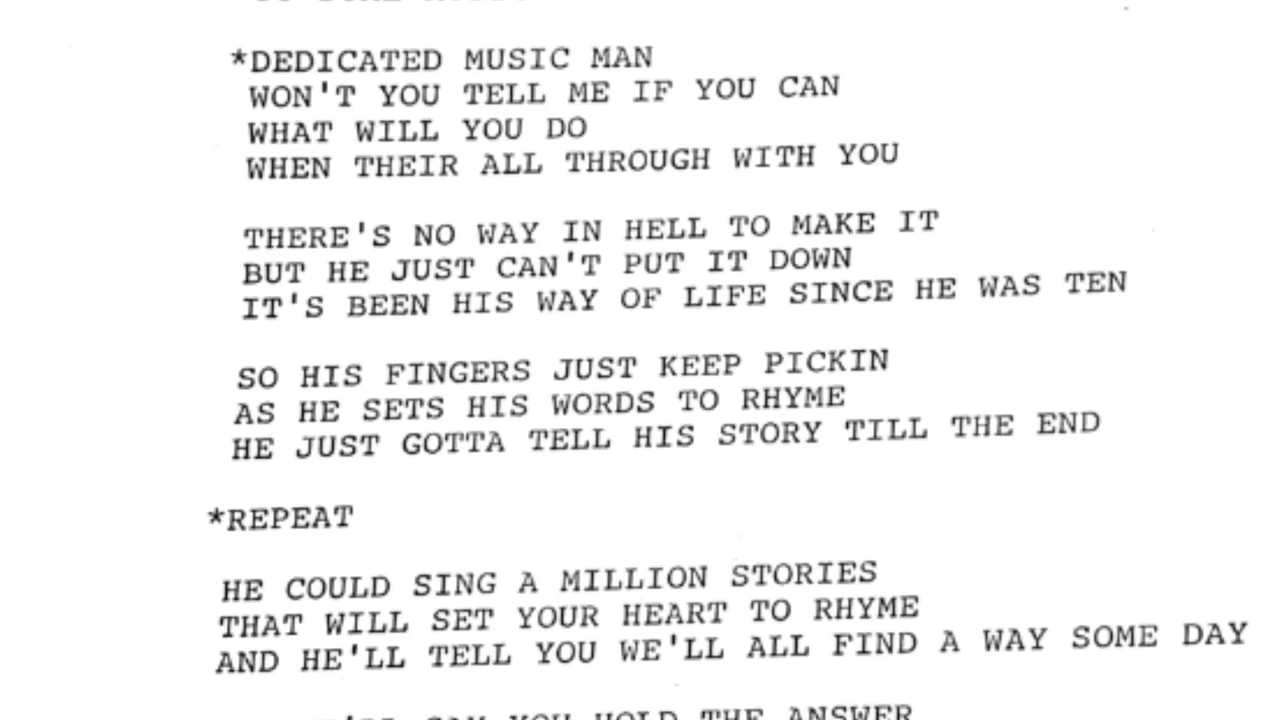 *DEDICATED MUSIC MAN
WON'T YOU TELL ME IF YOU CAN
WHAT WILL YOU DO
WHEN THEIR ALL THROUGH WITH YOU
THERE'S NO WAY IN HELL TO MAKE IT
BUT HE JUST CAN'T PUT IT DOWN
IT'S BEEN HIS WAY OF LIFE SINCE HE WAS TEN
SO HIS FINGERS JUST KEEP PICKIN
AS HE SETS HIS WORDS TO RHYME
HE JUST GOTTA TELL HIS STORY TILL THE END
*REPEAT
HE COULD SING A MILLION STORIES
THAT WILL SET YOUR HEART TO RHYME
AND HE'LL TELL YOU WE'LL ALL FIND A WAY SOME DAY
YOU HOLD THE ANSWER